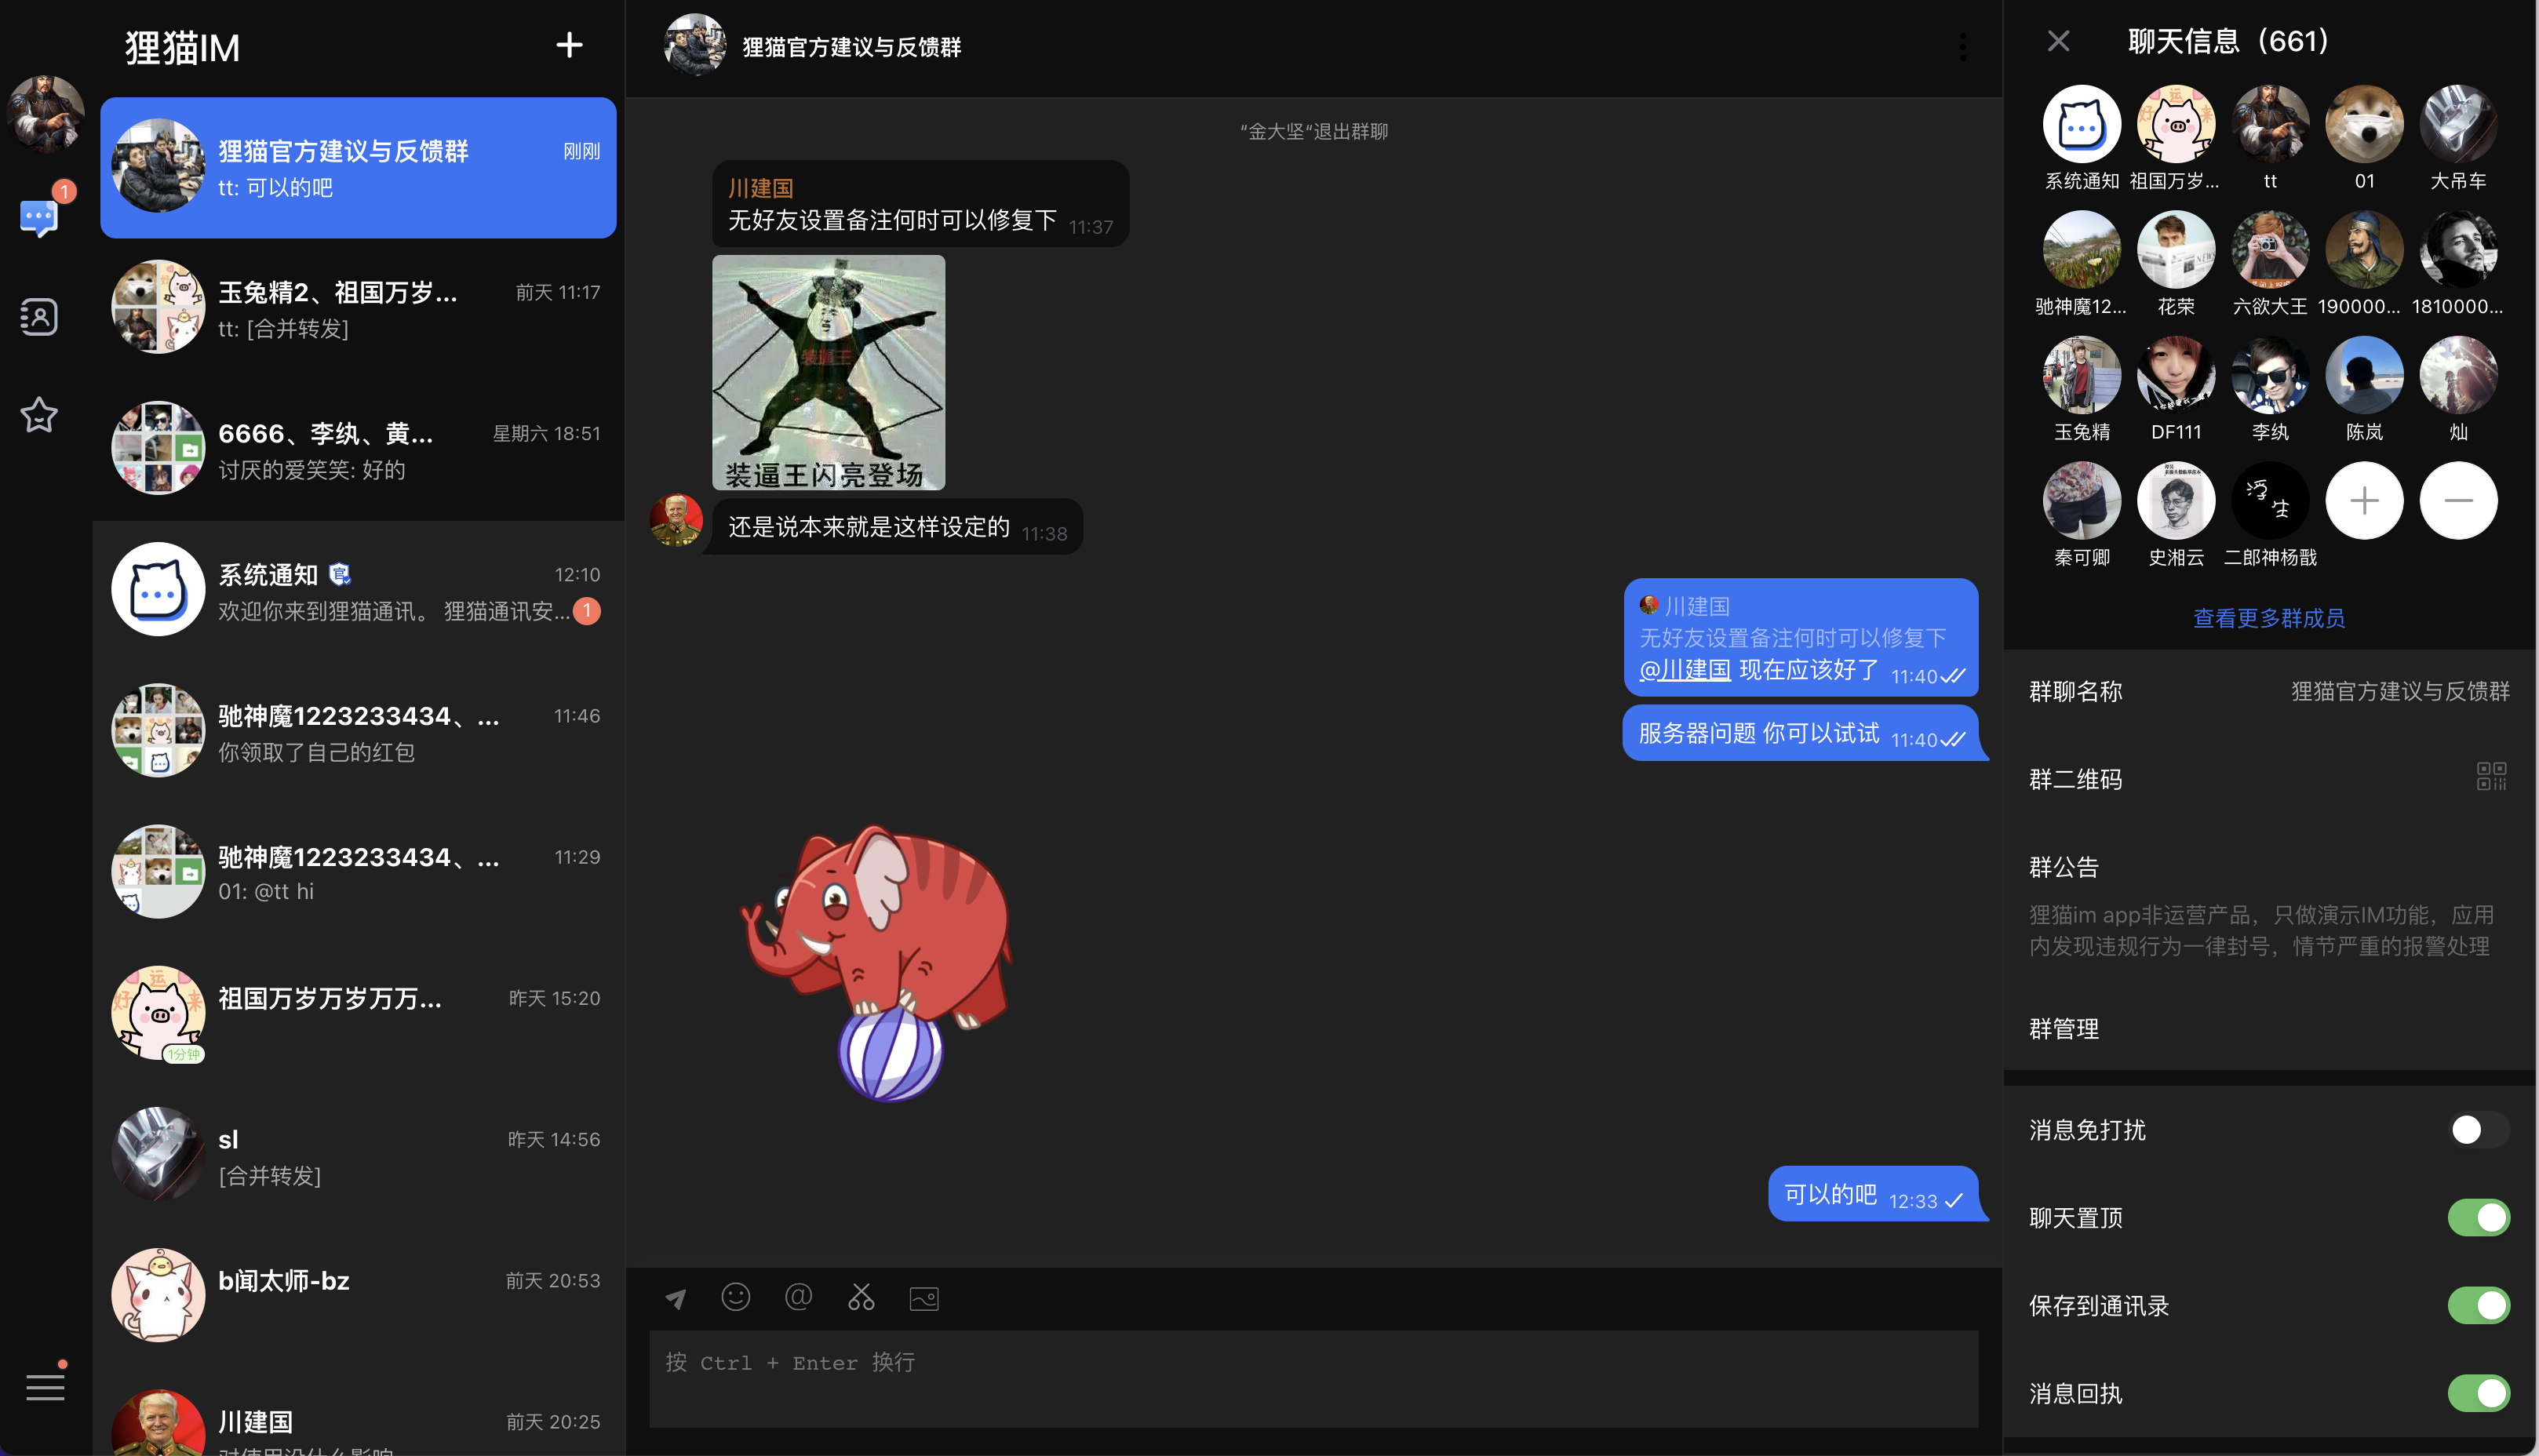 狸猫IM
1
狸猫官方建议与反馈群
刚刚
tt: 可以的吧
玉兔精2、祖国万岁...
前天 11:17
tt: [合并转发]
6666、李纨、黄...
星期六 18:51
讨厌的爱笑笑: 好的
系统通知
官
12:10
欢迎你来到狸猫通讯。 狸猫通讯安...
1
驰神魔1223233434、...
11:46
你领取了自己的红包
驰神魔1223233434、...
11:29
01: @tt hi
好运来
祖国万岁万岁万万...
昨天 15:20
1分钟
sl
昨天 14:56
[合并转发]
b闻太师-bz
前天 20:53
川建国
前天 20:25
对使用没什么影响
狸猫官方建议与反馈群
“金大坚“退出群聊
川建国
无好友设置备注何时可以修复下
11:37
装逼王
装逼王闪亮登场
还是说本来就是这样设定的
11:38
川建国
无好友设置备注何时可以修复下
@川建国 现在应该好了
11:40
服务器问题 你可以试试
11:40
可以的吧
12:33
按 Ctrl + Enter 换行
聊天信息（661）
好运来
系统通知
祖国万岁...
tt
01
大吊车
驰神魔12...
花荣
六欲大王
190000...
1810000...
玉兔精
DF111
李纨
陈岚
灿
浮生
秦可卿
史湘云
二郎神杨戬
查看更多群成员
群聊名称
狸猫官方建议与反馈群
群二维码
群公告
狸猫im app非运营产品，只做演示IM功能，应用
内发现违规行为一律封号，情节严重的报警处理
群管理
消息免打扰
聊天置顶
保存到通讯录
消息回执